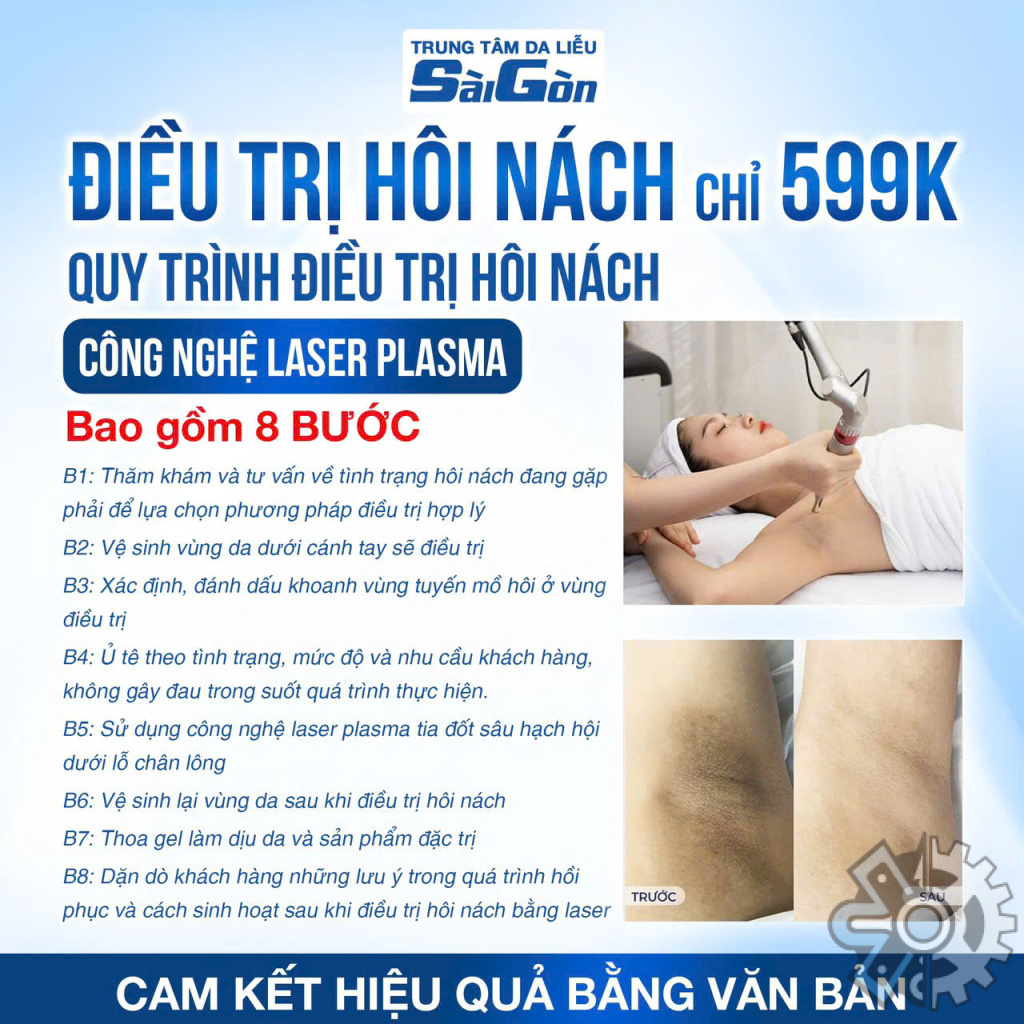 TRUNG TÂM DA LIỄU
SÀIGÒN
ĐIỀU TRỊ HÔI NÁCH CHỈ 599K
QUY TRÌNH ĐIỀU TRỊ HÔI NÁCH
CÔNG NGHỆ LASER PLASMA
Bao gồm 8 BƯỚC
B1: Thăm khám và tư vấn về tình trạng hôi nách đang gặp
phải để lựa chọn phương pháp điều trị hợp lý
B2: Vệ sinh vùng da dưới cánh tay sẽ điều trị
B3: Xác định, đánh dấu khoanh vùng tuyến mồ hôi ở vùng
điều trị
B4: Ủ tê theo tình trạng, mức độ và nhu cầu khách hàng,
không gây đau trong suốt quá trình thực hiện.
B5: Sử dụng công nghệ laser plasma tia đốt sâu hạch hội
dưới lỗ chân lông
B6: Vệ sinh lại vùng da sau khi điều trị hôi nách
B7: Thoa gel làm dịu da và sản phẩm đặc trị
B8: Dặn dò khách hàng những lưu ý trong quá trình hồi
phục và cách sinh hoạt sau khi điều trị hôi nách bằng laser
TRƯỚC
SAU
CAM KẾT HIỆU QUẢ BẰNG VĂN BẢN